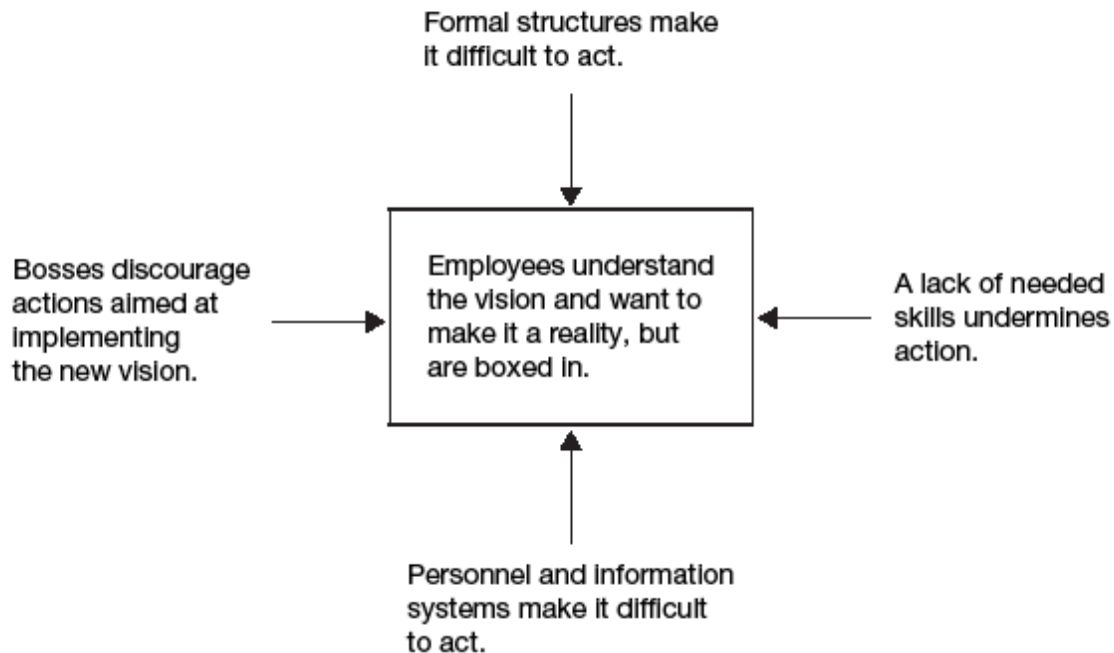 Formal structures make
it difficult to act.
Bosses discourage
actions aimed at
implementing
the new vision.
Employees understand
the vision and want to
make it a reality, but
are boxed in.
A lack of needed
skills undermines
action.
Personnel and information
systems make it difficult
to act.